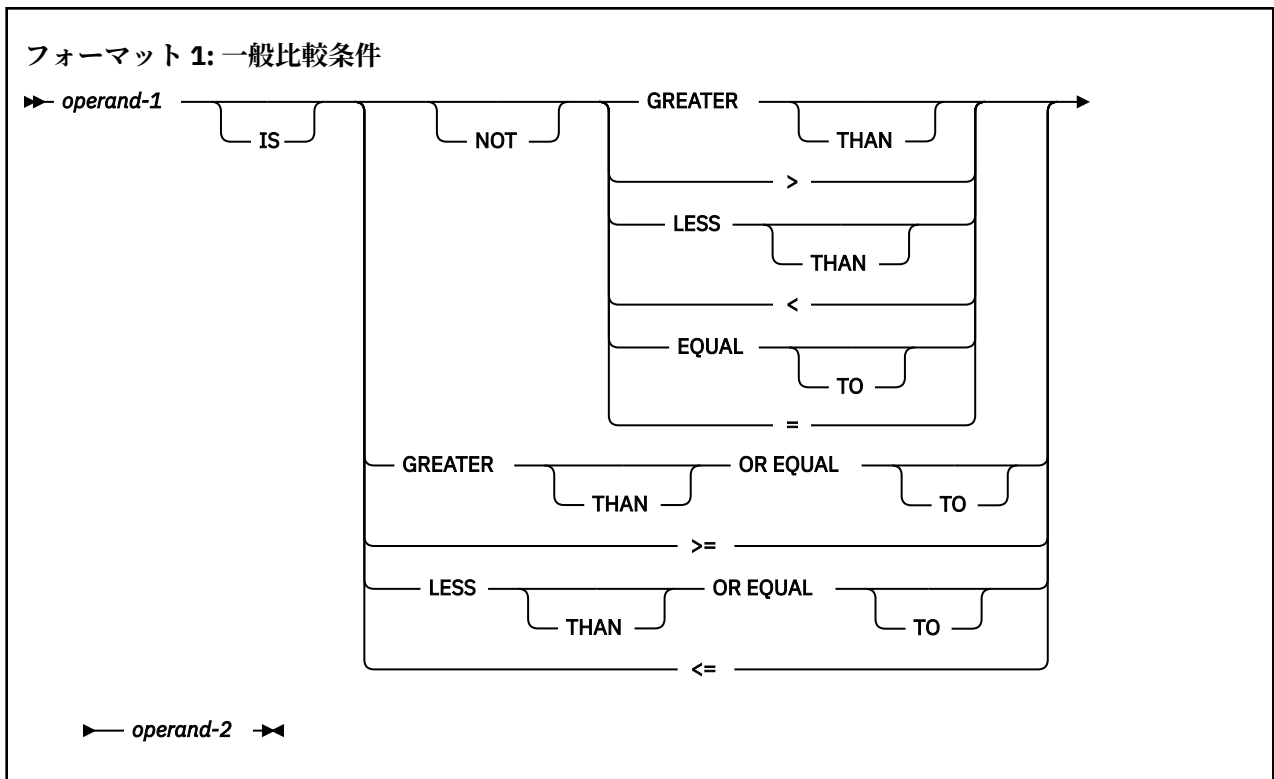 フォーマット 1: 一般比較条件
operand-1 GREATER
IS NOT THAN
>
LESS
THAN
<
EQUAL
TO
=
GREATER OR EQUAL
THAN TO
>=
LESS OR EQUAL
THAN TO
<=
operand-2